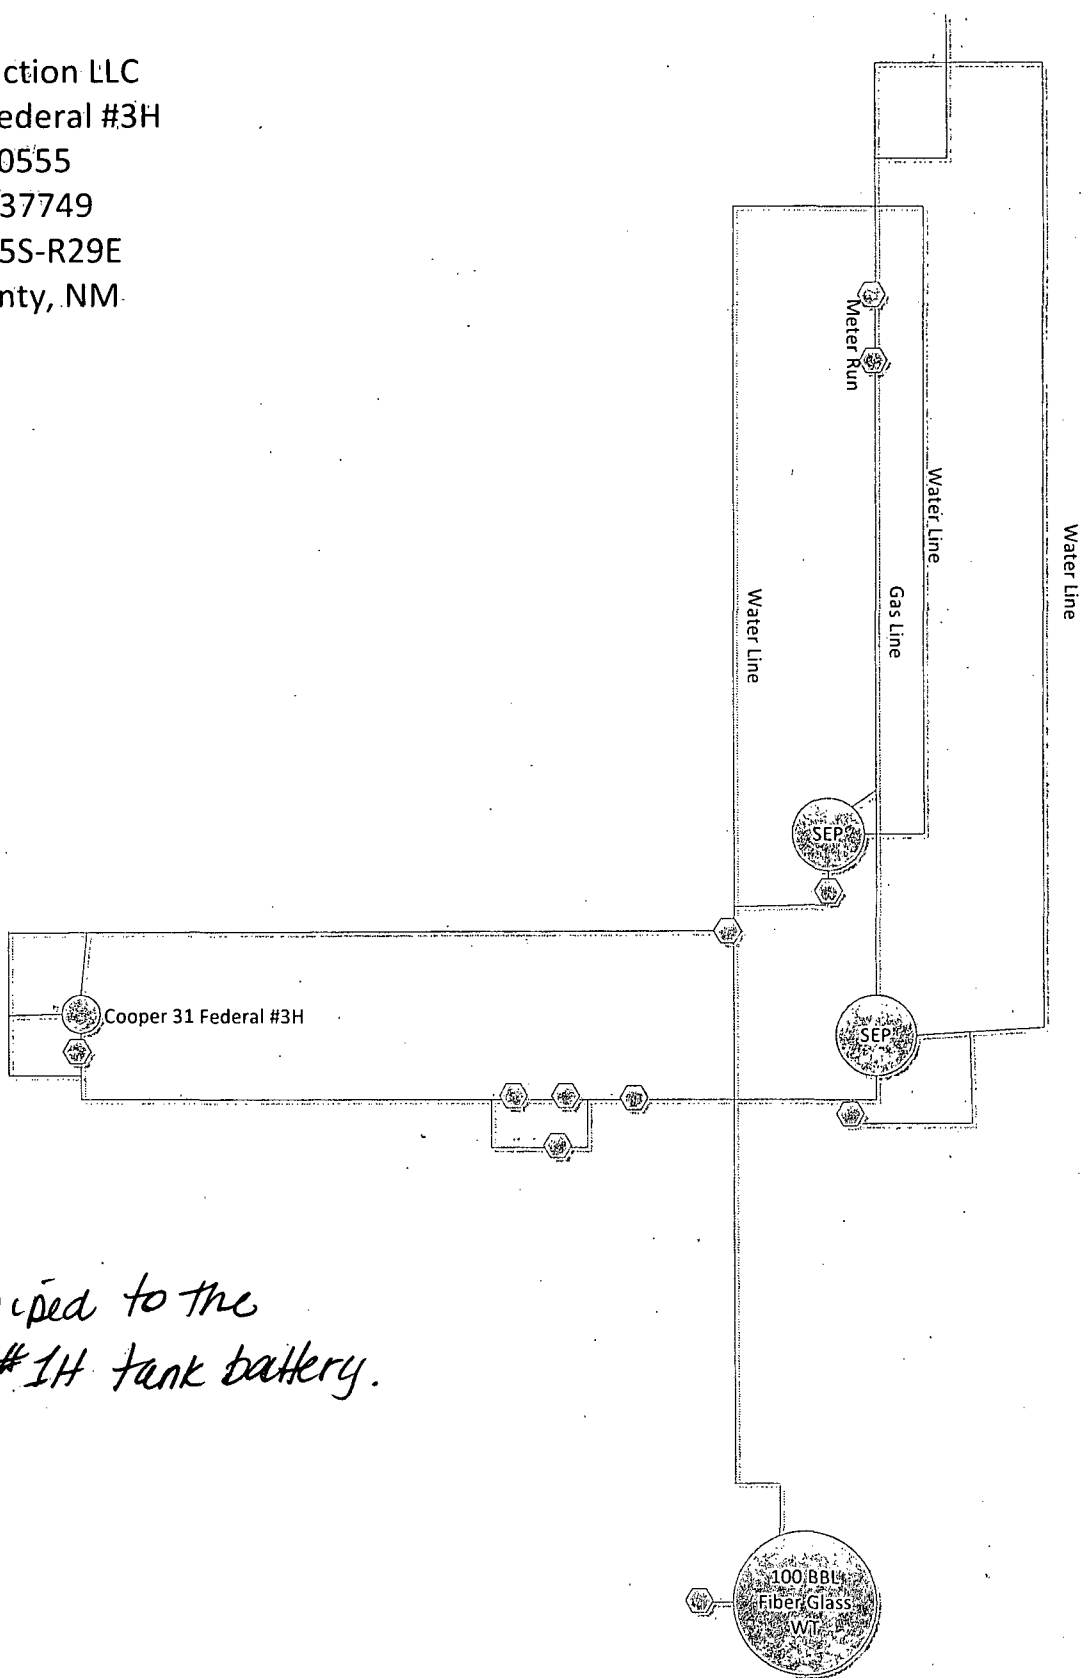 ction LLC
ederal #3H
0555
37749
5S-R29E
nty, NM
Meter Run
Water Line
Water Line
Gas Line
Water Line
SEP
Cooper 31 Federal #3H
SEP
iped to the
#1H tank battery.
100 BBL
Fiber Glass
WT